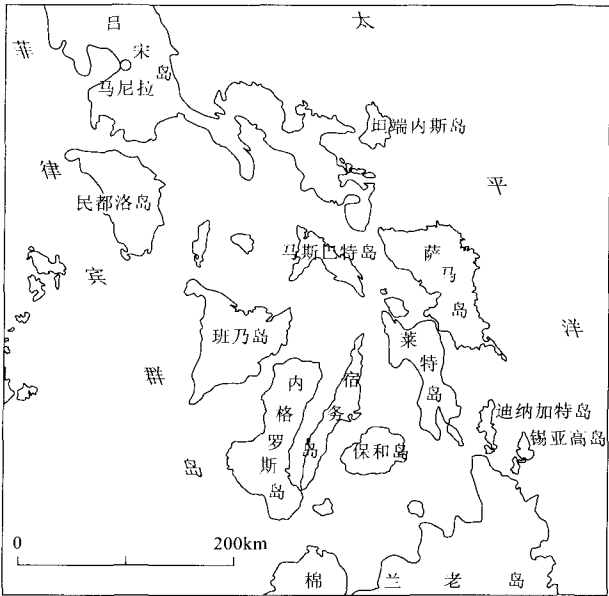 菲律宾群岛
太平洋
吕宋岛
马尼拉
坦端内斯岛
民都洛岛
马斯巴特岛
萨马岛
班乃岛
莱特岛
内格罗斯岛
宿务岛
保和岛
迪纳加特岛
锡亚高岛
棉兰老岛
0 200km